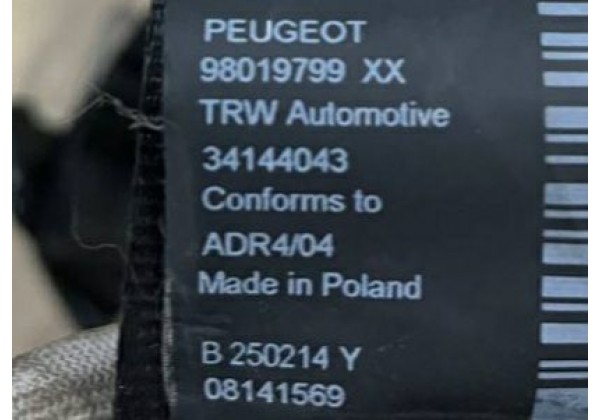 PEUGEOT
98019799 XX
TRW Automotive
34144043
Conforms to
ADR4/04
Made in Poland
B 250214 Y
08141569